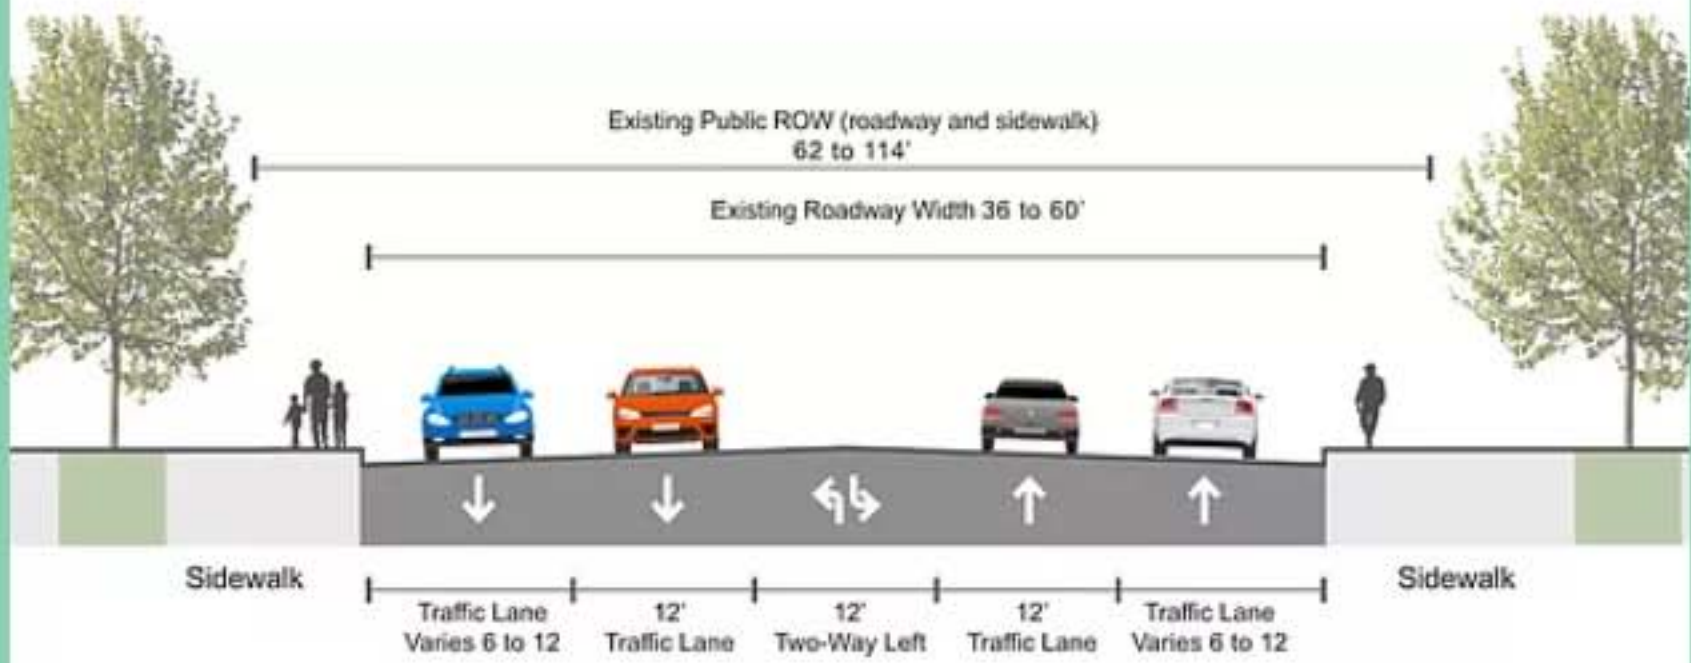 Existing Public ROW (roadway and sidewalk)
62 to 114'
Existing Roadway Width 36 to 60'
Sidewalk
Sidewalk
Traffic Lane
Varies 6 to 12
12'
Traffic Lane
12'
Two-Way Left
12'
Traffic Lane
Traffic Lane
Varies 6 to 12